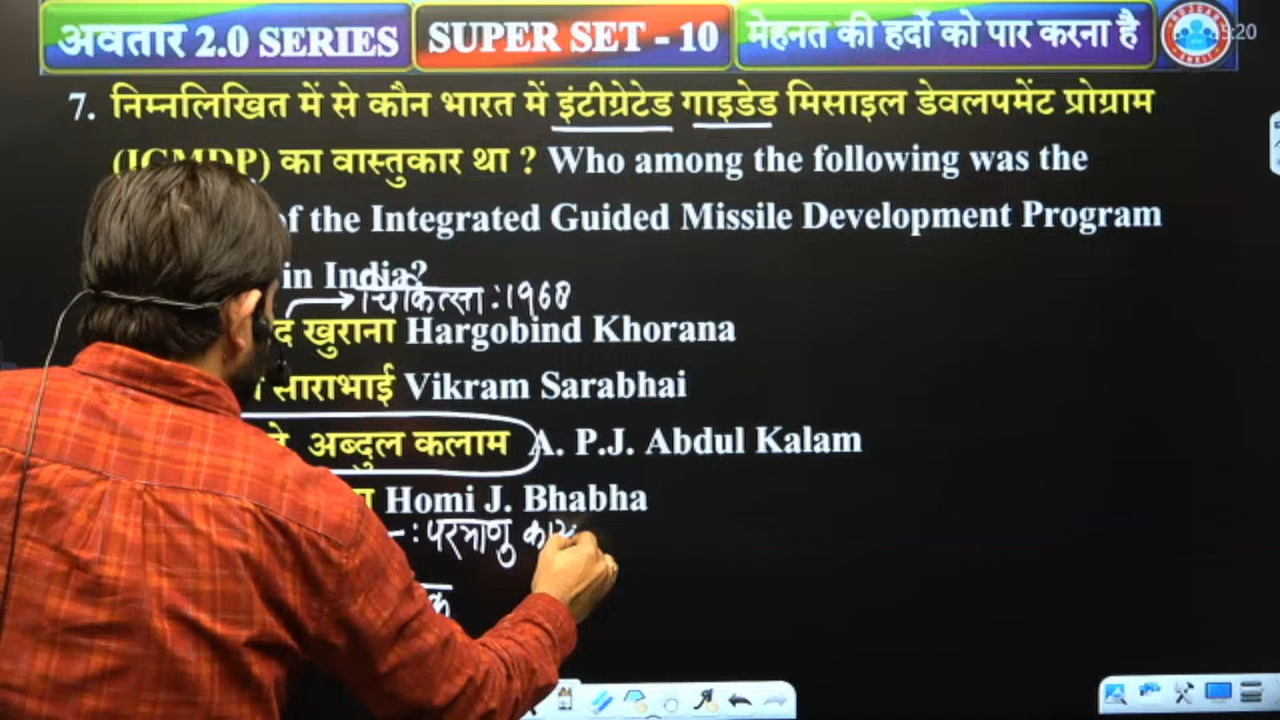 अवतार 2.0 SERIES SUPER SET - 10 मेहनत की हदों को पार करना है
7. निम्नलिखित में से कौन भारत में इंटीग्रेटेड गाइडेड मिसाइल डेवलपमेंट प्रोग्राम
(IGMDP) का वास्तुकार था ? Who among the following was the
of the Integrated Guided Missile Development Program
in India?
चिकित्सा : 1968
खुराना Hargobind Khorana
साराभाई Vikram Sarabhai
अब्दुल कलाम A. P.J. Abdul Kalam
Homi J. Bhabha
परमाणु